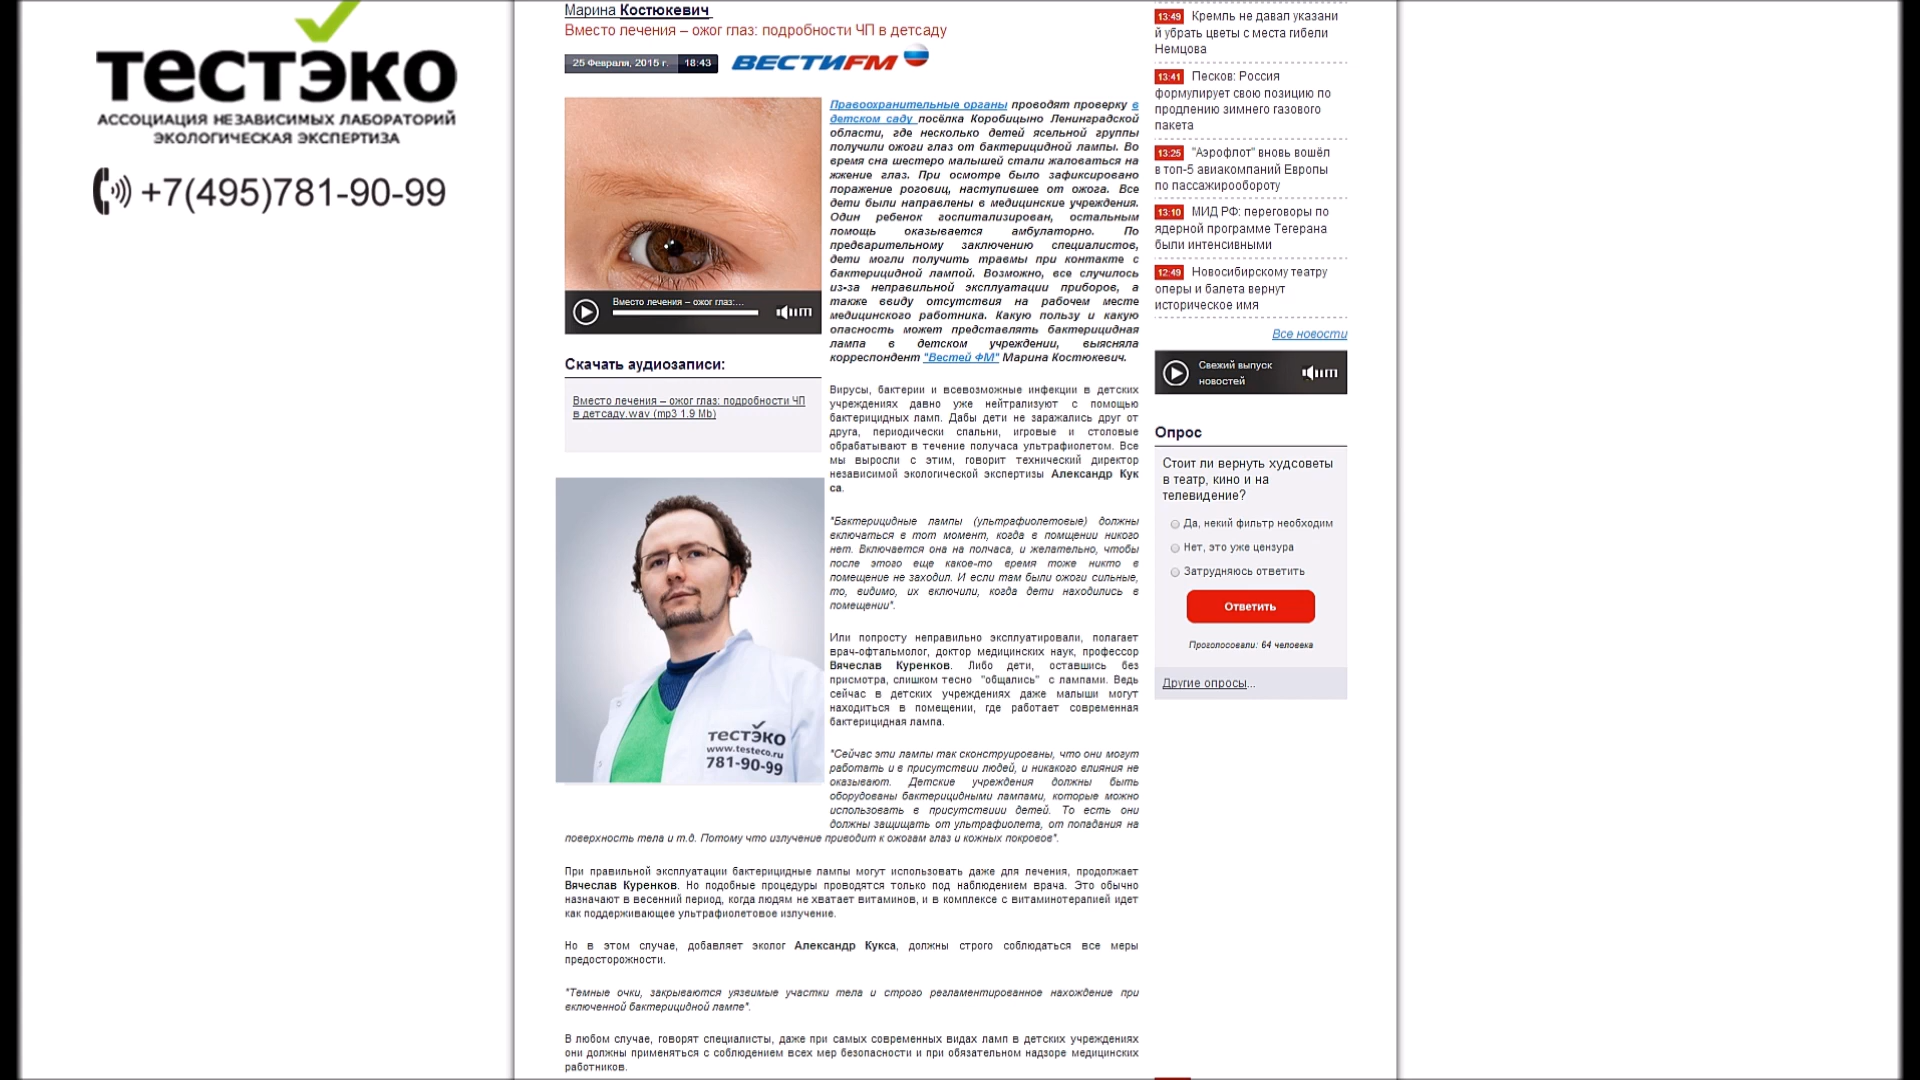 ТЕСТЭКО
АССОЦИАЦИЯ НЕЗАВИСИМЫХ ЛАБОРАТОРИЙ
ЭКОЛОГИЧЕСКАЯ ЭКСПЕРТИЗА
+7(495)781-90-99
Марина Костюкевич
Вместо лечения – ожог глаз: подробности ЧП в детсаду
25 Февраля, 2015 г. 18:43
ВЕСТИFM
Вместо лечения – ожог глаз:...
Скачать аудиозаписи:
Вместо лечения – ожог глаз: подробности ЧП
в детсаду.wav (mp3 1.9 Mb)
ТЕСТЭКО
www.testeco.ru
781-90-99
Правоохранительные органы проводят проверку в
детском саду посёлка Коробицыно Ленинградской
области, где несколько детей ясельной группы
получили ожоги глаз от бактерицидной лампы. Во
время сна шестеро малышей стали жаловаться на
жжение глаз. При осмотре было зафиксировано
поражение роговиц, наступившее от ожога. Все
дети были направлены в медицинские учреждения.
Один ребенок госпитализирован, остальным
помощь оказывается амбулаторно. По
предварительному заключению специалистов,
дети могли получить травмы при контакте с
бактерицидной лампой. Возможно, все случилось
из-за неправильной эксплуатации приборов, а
также ввиду отсутствия на рабочем месте
медицинского работника. Какую пользу и какую
опасность может представлять бактерицидная
лампа в детском учреждении, выясняла
корреспондент "Вестей ФМ" Марина Костюкевич.
Вирусы, бактерии и всевозможные инфекции в детских
учреждениях давно уже нейтрализуют с помощью
бактерицидных ламп. Дабы дети не заражались друг от
друга, периодически спальни, игровые и столовые
обрабатывают в течение получаса ультрафиолетом. Все
мы выросли с этим, говорит технический директор
независимой экологической экспертизы Александр Кук
са.
"Бактерицидные лампы (ультрафиолетовые) должны
включаться в тот момент, когда в помщении никого
нет. Включается она на полчаса, и желательно, чтобы
после этого еще какое-то время тоже никто в
помещение не заходил. И если там были ожоги сильные,
то, видимо, их включили, когда дети находились в
помещении".
Или попросту неправильно эксплуатировали, полагает
врач-офтальмолог, доктор медицинских наук, профессор
Вячеслав Куренков. Либо дети, оставшись без
присмотра, слишком тесно "общались" с лампами. Ведь
сейчас в детских учреждениях даже малыши могут
находиться в помещении, где работает современная
бактерицидная лампа.
"Сейчас эти лампы так сконструированы, что они могут
работать и в присутствии людей, и никакого влияния не
оказывают. Детские учреждения должны быть
оборудованы бактерицидными лампами, которые можно
использовать в присутствиии детей. То есть они
должны защищать от ультрафиолета, от попадания на
поверхность тела и т.д. Потому что излучение приводит к ожогам глаз и кожных покровов".
При правильной эксплуатации бактерицидные лампы могут использовать даже для лечения, продолжает
Вячеслав Куренков. Но подобные процедуры проводятся только под наблюдением врача. Это обычно
назначают в весенний период, когда людям не хватает витаминов, и в комплексе с витаминотерапией идет
как поддерживающее ультрафиолетовое излучение.
Но в этом случае, добавляет эколог Александр Кукса, должны строго соблюдаться все меры
предосторожности.
"Темные очки, закрываются уязвимые участки тела и строго регламентированное нахождение при
включенной бактерицидной лампе".
В любом случае, говорят специалисты, даже при самых современных видах ламп в детских учреждениях
они должны применяться с соблюдением всех мер безопасности и при обязательном надзоре медицинских
работников.
13:49 Кремль не давал указани
й убрать цветы с места гибели
Немцова
13:41 Песков: Россия
формулирует свою позицию по
продлению зимнего газового
пакета
13:25 "Аэрофлот" вновь вошёл
в топ-5 авиакомпаний Европы
по пассажирообороту
13:10 МИД РФ: переговоры по
ядерной программе Тегерана
были интенсивными
12:49 Новосибирскому театру
оперы и балета вернут
историческое имя
Все новости
Свежий выпуск
новостей
Опрос
Стоит ли вернуть худсоветы
в театр, кино и на
телевидение?
Да, некий фильтр необходим
Нет, это уже цензура
Затрудняюсь ответить
Ответить
Проголосовали: 64 человека
Другие опросы...